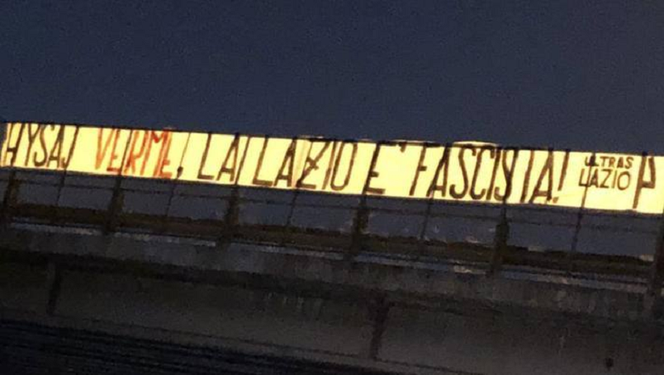 HYSAJ VERME, LA LAZIO E' FASCISTA!
ULTRAS
LAZIO